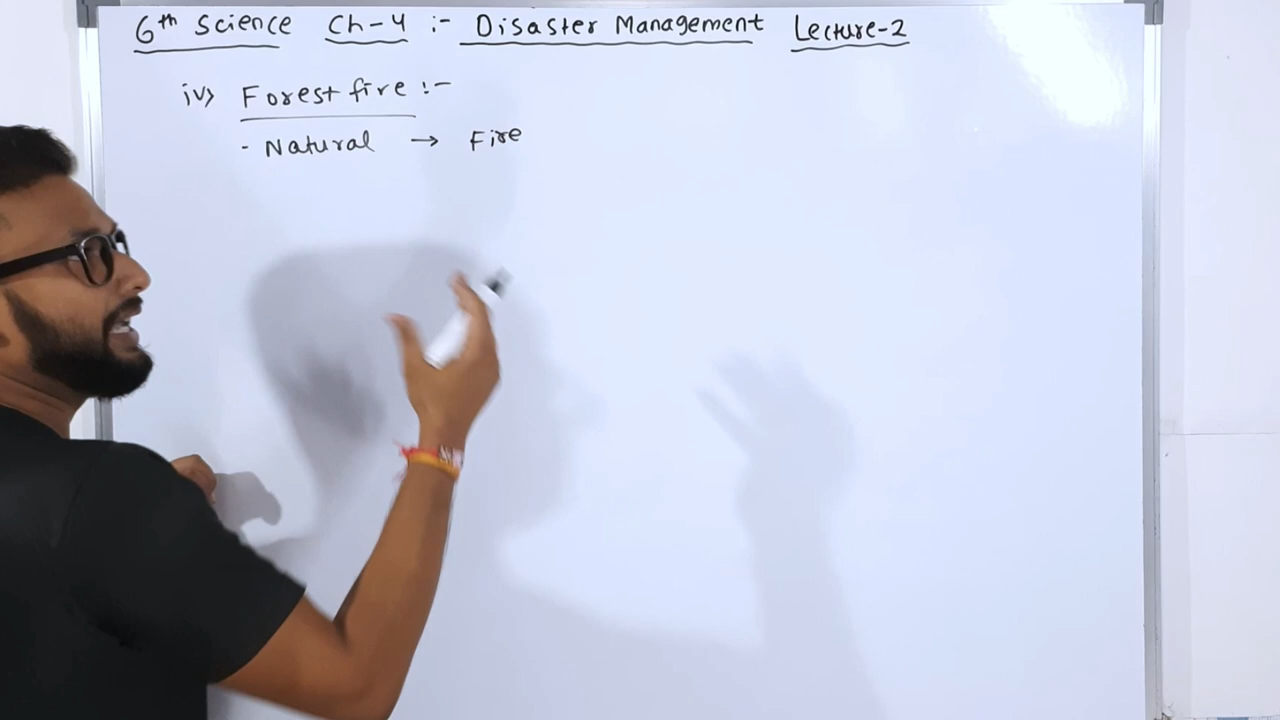 6th Science Ch-4 :- Disaster Management Lecture-2
iv) Forest fire :-
- Natural → Fire